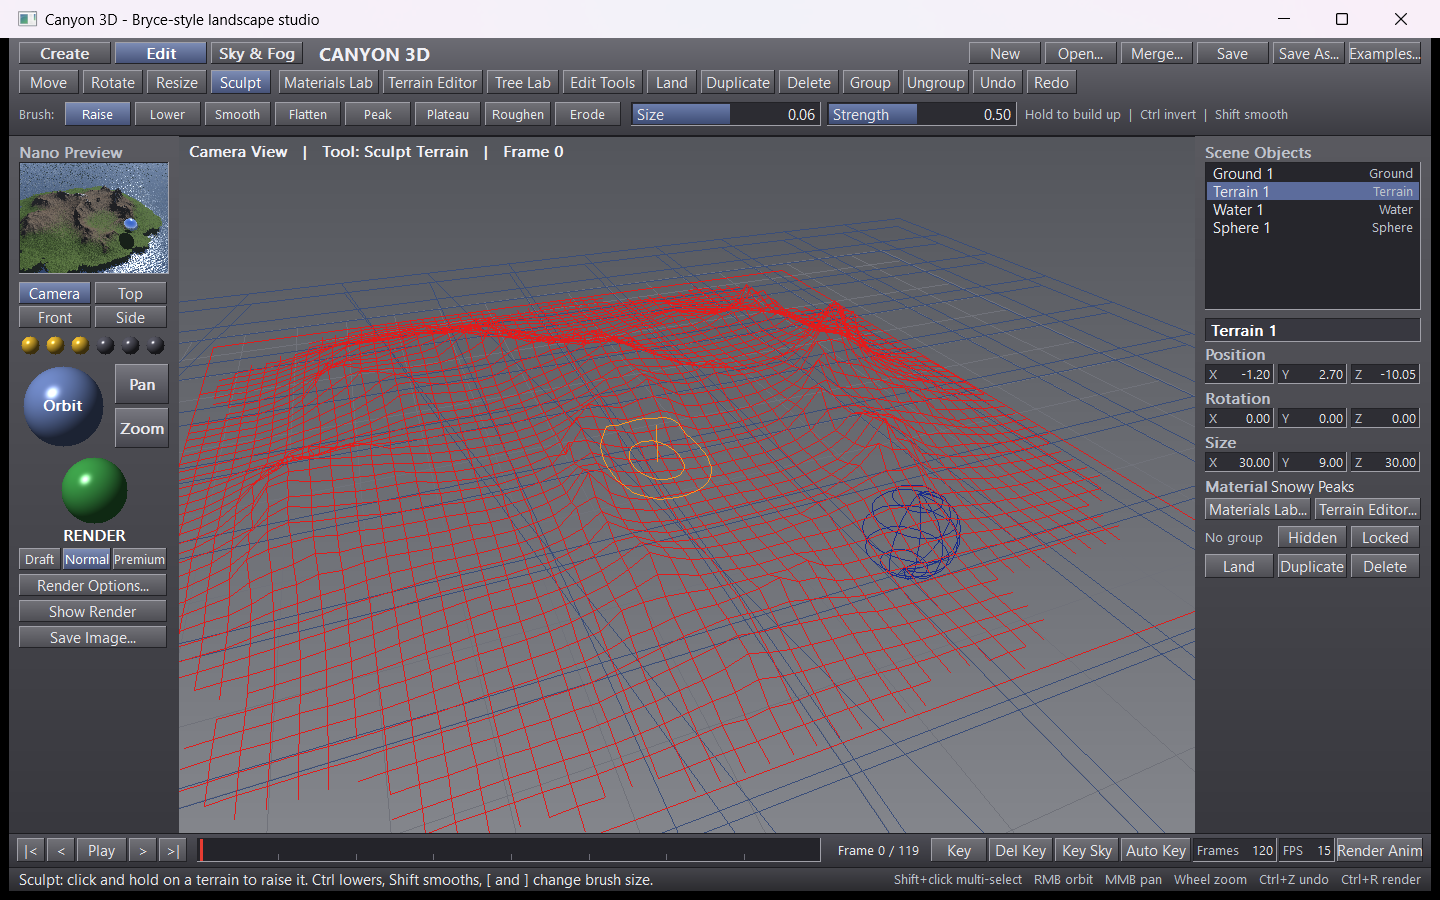 Canyon 3D - Bryce-style landscape studio
Create Edit Sky & Fog CANYON 3D New Open... Merge... Save Save As... Examples...
Move Rotate Resize Sculpt Materials Lab Terrain Editor Tree Lab Edit Tools Land Duplicate Delete Group Ungroup Undo Redo
Brush: Raise Lower Smooth Flatten Peak Plateau Roughen Erode Size 0.06 Strength 0.50 Hold to build up | Ctrl invert | Shift smooth
Nano Preview
Camera Top
Front Side
Orbit
Pan
Zoom
RENDER
Draft Normal Premium
Render Options...
Show Render
Save Image...
Camera View | Tool: Sculpt Terrain | Frame 0
Scene Objects
Ground 1 Ground
Terrain 1 Terrain
Water 1 Water
Sphere 1 Sphere
Terrain 1
Position
X -1.20 Y 2.70 Z -10.05
Rotation
X 0.00 Y 0.00 Z 0.00
Size
X 30.00 Y 9.00 Z 30.00
Material Snowy Peaks
Materials Lab... Terrain Editor...
No group Hidden Locked
Land Duplicate Delete
|< < Play > >| Frame 0 / 119 Key Del Key Key Sky Auto Key Frames 120 FPS 15 Render Anim
Sculpt: click and hold on a terrain to raise it. Ctrl lowers, Shift smooths, [ and ] change brush size. Shift+click multi-select RMB orbit MMB pan Wheel zoom Ctrl+Z undo Ctrl+R render